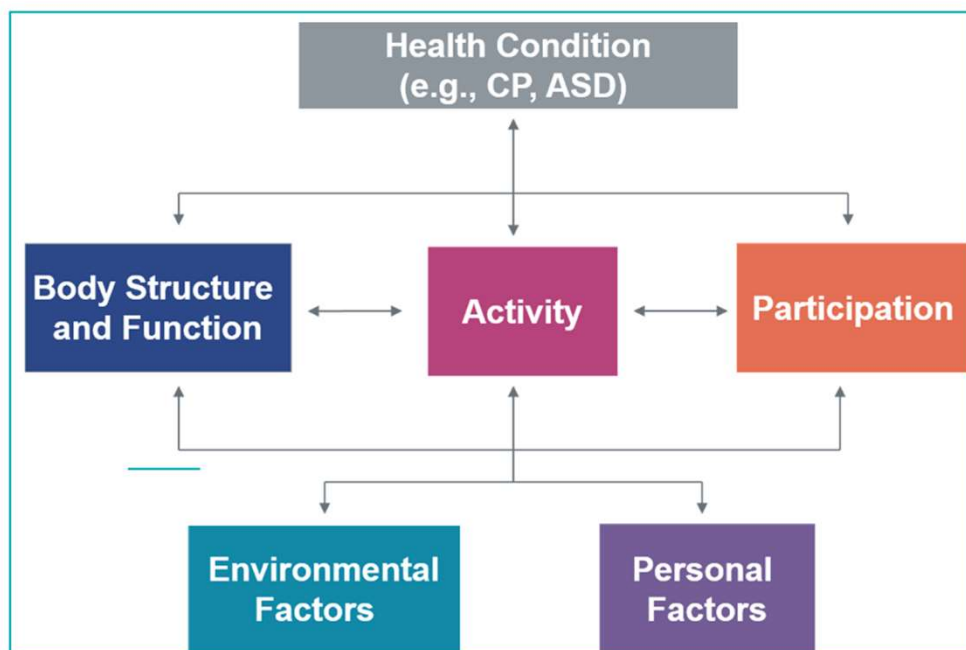 Health Condition
(e.g., CP, ASD)
Body Structure
and Function
Activity
Participation
Environmental
Factors
Personal
Factors